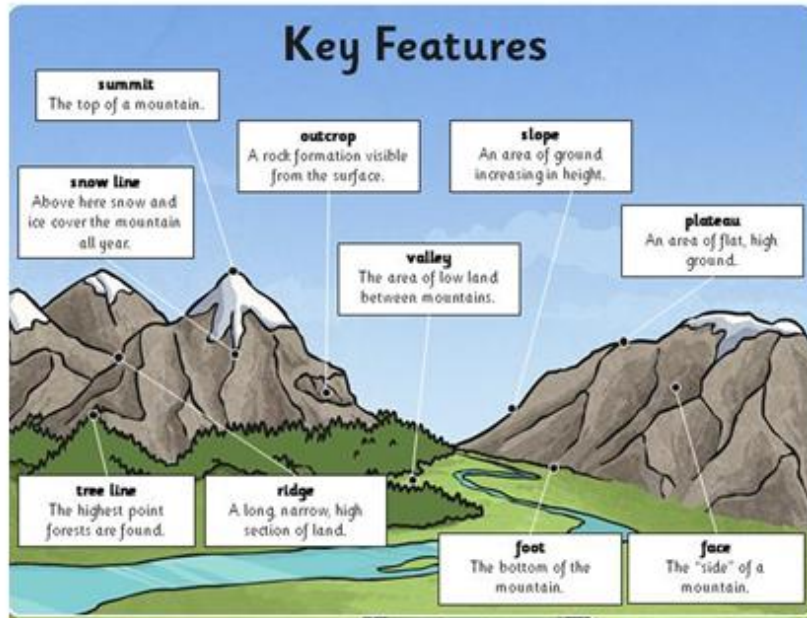 Key Features
summit
The top of a mountain.
outcrop
A rock formation visible
from the surface.
slope
An area of ground
increasing in height.
snow line
Above here snow and
ice cover the mountain
all year.
plateau
An area of flat, high
ground.
valley
The area of low land
between mountains.
tree line
The highest point
forests are found.
ridge
A long, narrow, high
section of land.
foot
The bottom of the
mountain.
face
The "side" of a
mountain.